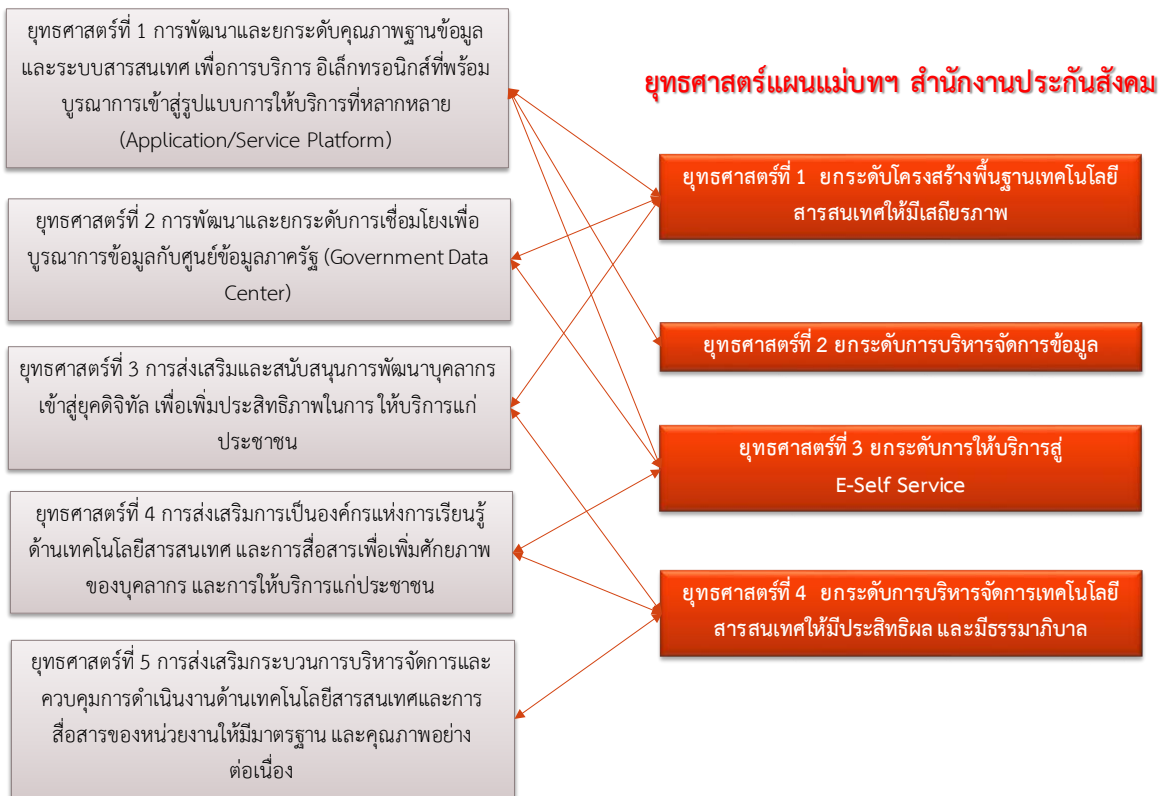 ยุทธศาสตร์ที่ 1 การพัฒนาและยกระดับคุณภาพฐานข้อมูล
และระบบสารสนเทศ เพื่อการบริการ อิเล็กทรอนิกส์ที่พร้อม
บูรณาการเข้าสู่รูปแบบการให้บริการที่หลากหลาย
(Application/Service Platform)
ยุทธศาสตร์ที่ 2 การพัฒนาและยกระดับการเชื่อมโยงเพื่อ
บูรณาการข้อมูลกับศูนย์ข้อมูลภาครัฐ (Government Data
Center)
ยุทธศาสตร์ที่ 3 การส่งเสริมและสนับสนุนการพัฒนาบุคลากร
เข้าสู่ยุคดิจิทัล เพื่อเพิ่มประสิทธิภาพในการ ให้บริการแก่
ประชาชน
ยุทธศาสตร์ที่ 4 การส่งเสริมการเป็นองค์กรแห่งการเรียนรู้
ด้านเทคโนโลยีสารสนเทศ และการสื่อสารเพื่อเพิ่มศักยภาพ
ของบุคลากร และการให้บริการแก่ประชาชน
ยุทธศาสตร์ที่ 5 การส่งเสริมกระบวนการบริหารจัดการและ
ควบคุมการดำเนินงานด้านเทคโนโลยีสารสนเทศและการ
สื่อสารของหน่วยงานให้มีมาตรฐาน และคุณภาพอย่าง
ต่อเนื่อง
ยุทธศาสตร์แผนแม่บทฯ สำนักงานประกันสังคม
ยุทธศาสตร์ที่ 1 ยกระดับโครงสร้างพื้นฐานเทคโนโลยี
สารสนเทศให้มีเสถียรภาพ
ยุทธศาสตร์ที่ 2 ยกระดับการบริหารจัดการข้อมูล
ยุทธศาสตร์ที่ 3 ยกระดับการให้บริการสู่
E-Self Service
ยุทธศาสตร์ที่ 4 ยกระดับการบริหารจัดการเทคโนโลยี
สารสนเทศให้มีประสิทธิผล และมีธรรมาภิบาล